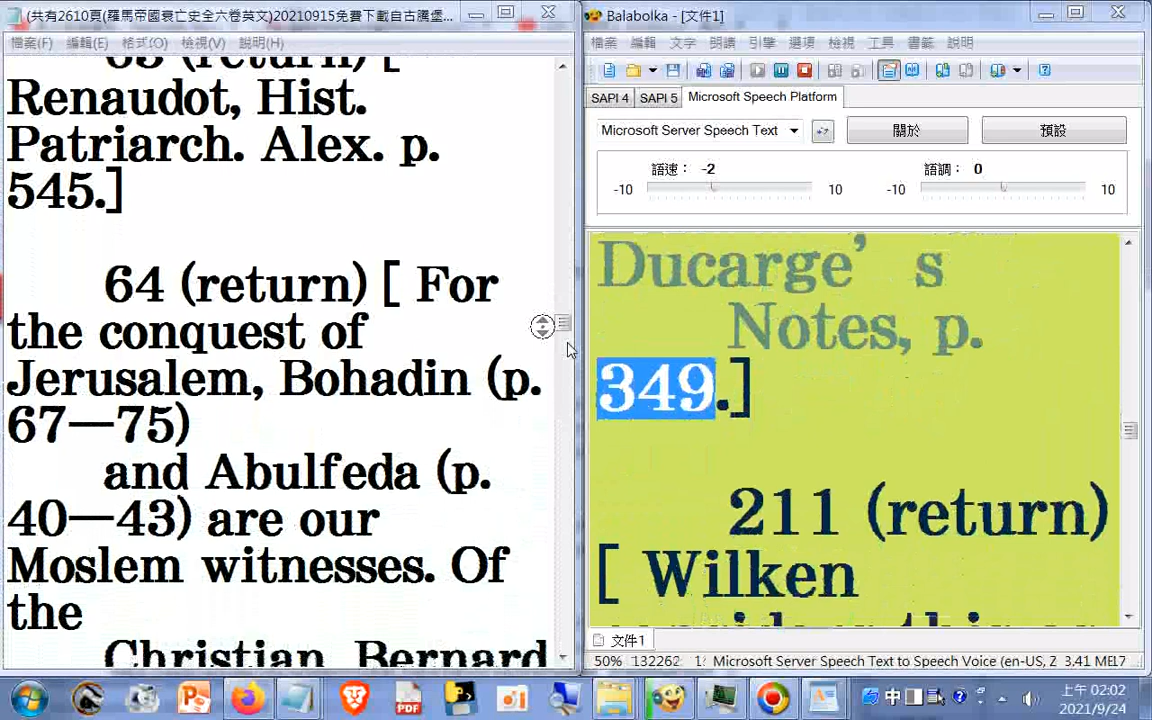 (共有2610頁(羅馬帝國衰亡史全六卷英文)20210915免費下載自古騰堡...
檔案(F) 編輯(E) 格式(O) 檢視(V) 說明(H)
63 (return) [
Renaudot, Hist.
Patriarch. Alex. p.
545.]
64 (return) [ For
the conquest of
Jerusalem, Bohadin (p.
67—75)
and Abulfeda (p.
40—43) are our
Moslem witnesses. Of
the
Christian, Bernard
Balabolka - [文件1]
檔案 編輯 文字 朗讀 引擎 選項 檢視 工具 書籤 說明
SAPI 4 SAPI 5 Microsoft Speech Platform
Microsoft Server Speech Text 關於 預設
語速： -2 語調： 0
-10 10 -10 10
Ducarge’s
Notes, p.
349.]
211 (return)
[ Wilken
文件1
50% 132262 Microsoft Server Speech Text to Speech Voice (en-US, Z 3.41
中
上午 02:02
2021/9/24